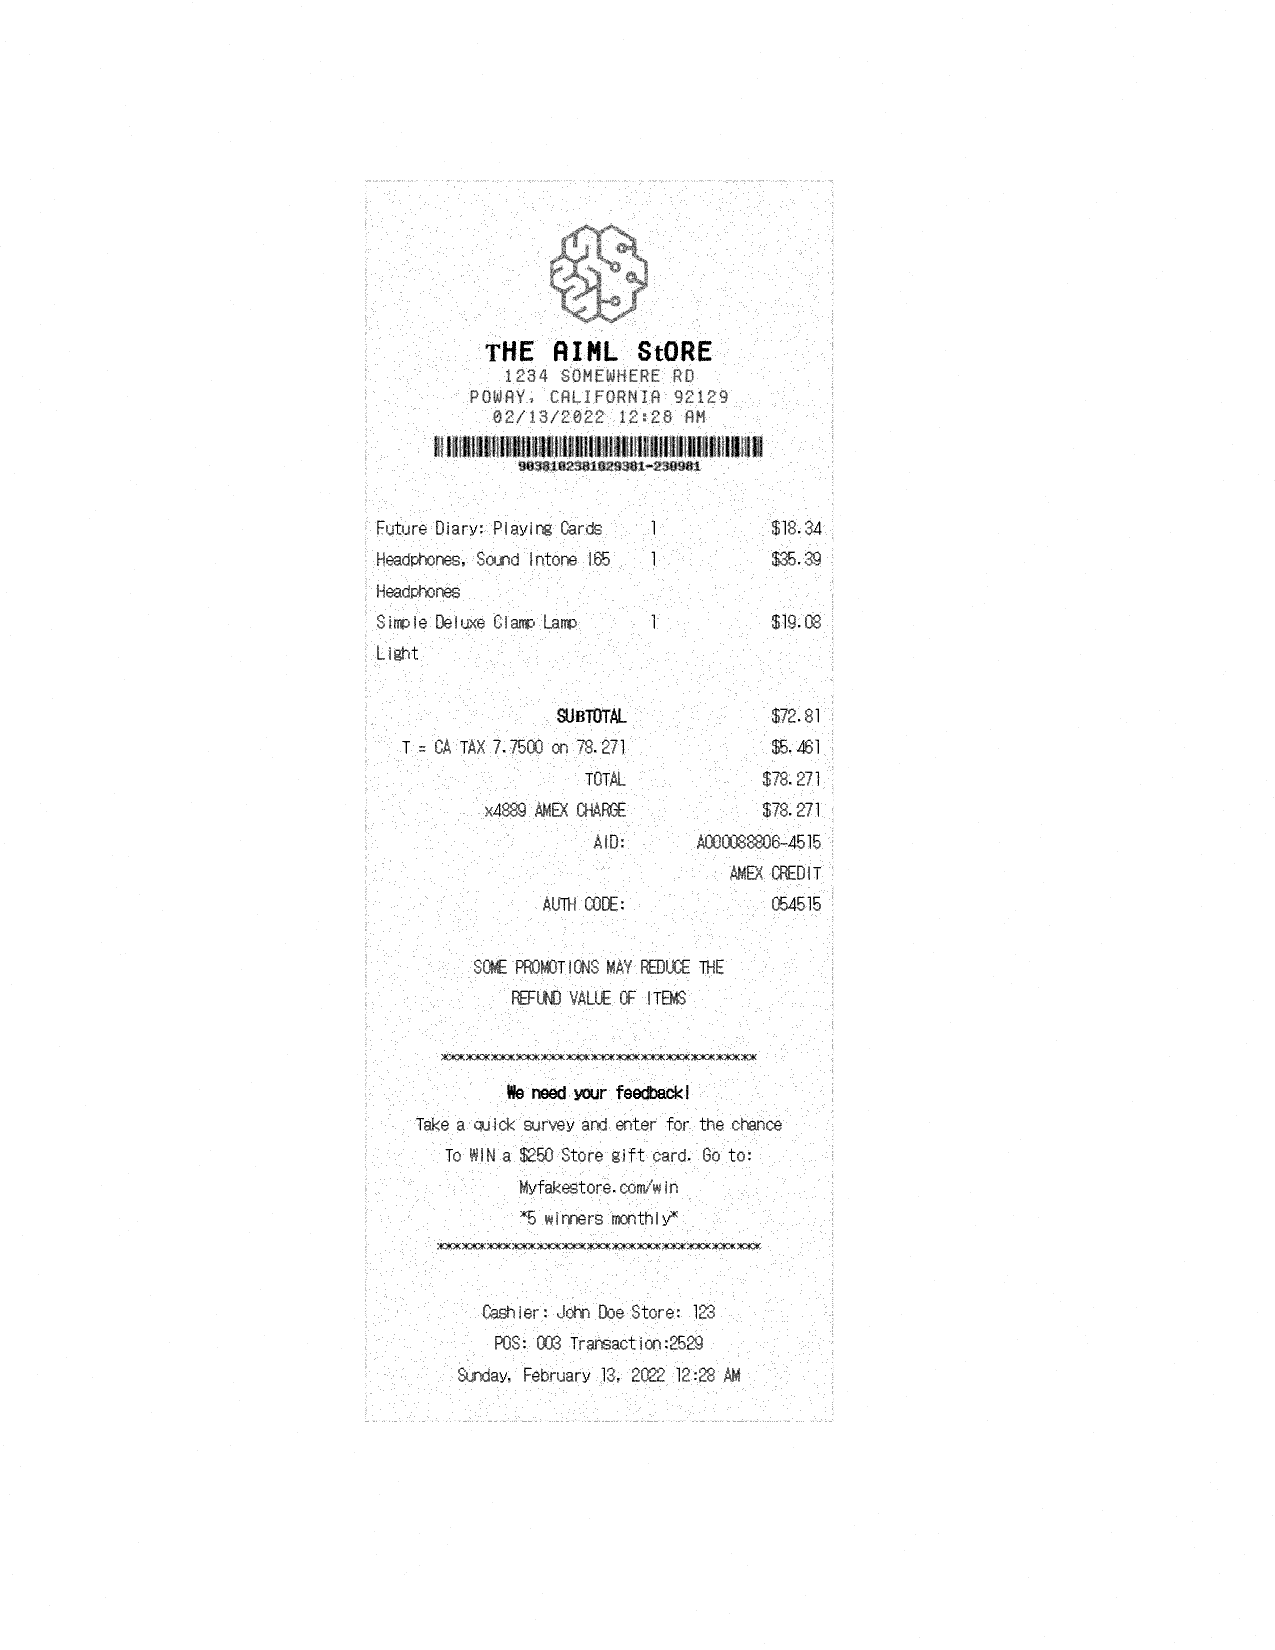 THE AIML StORE
1234 SOMEWHERE RD
POWAY, CALIFORNIA 92129
02/13/2022 12:28 AM
9038102381029381-230981
Future Diary: Playing Cards 1 $18.34
Headphones, Sound Intone I65 1 $35.39
Headphones
Simple Deluxe Clamp Lamp 1 $19.08
Light
SUBTOTAL $72.81
T = CA TAX 7.7500 on 78.271 $5.461
TOTAL $78.271
x4889 AMEX CHARGE $78.271
AID: A000088806-4515
AMEX CREDIT
AUTH CODE: 054515
SOME PROMOTIONS MAY REDUCE THE
REFUND VALUE OF ITEMS
**************************************
We need your feedback!
Take a quick survey and enter for the chance
To WIN a $250 Store gift card. Go to:
Myfakestore.com/win
*5 winners monthly*
***************************************
Cashier: John Doe Store: 123
POS: 003 Transaction:2529
Sunday, February 13, 2022 12:28 AM